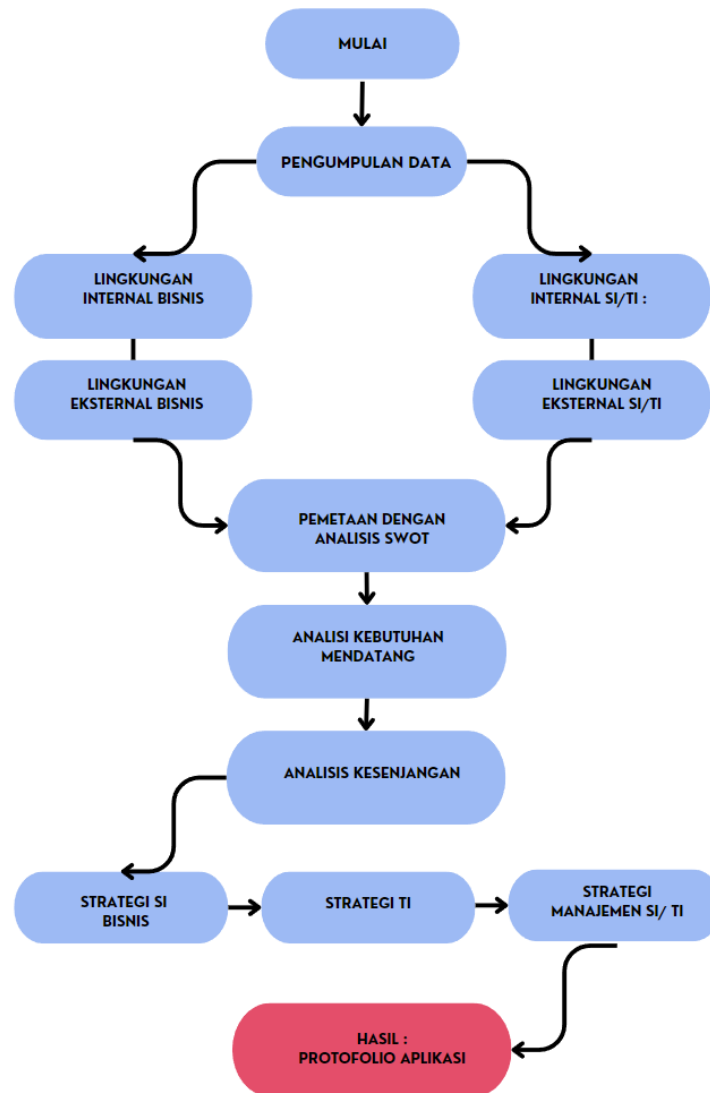 MULAI
PENGUMPULAN DATA
LINGKUNGAN
INTERNAL BISNIS
LINGKUNGAN
INTERNAL SI/TI :
LINGKUNGAN
EKSTERNAL BISNIS
LINGKUNGAN
EKSTERNAL SI/TI
PEMETAAN DENGAN
ANALISIS SWOT
ANALISI KEBUTUHAN
MENDATANG
ANALISIS KESENJANGAN
STRATEGI SI
BISNIS
STRATEGI TI
STRATEGI
MANAJEMEN SI/ TI
HASIL :
PROTOFOLIO APLIKASI